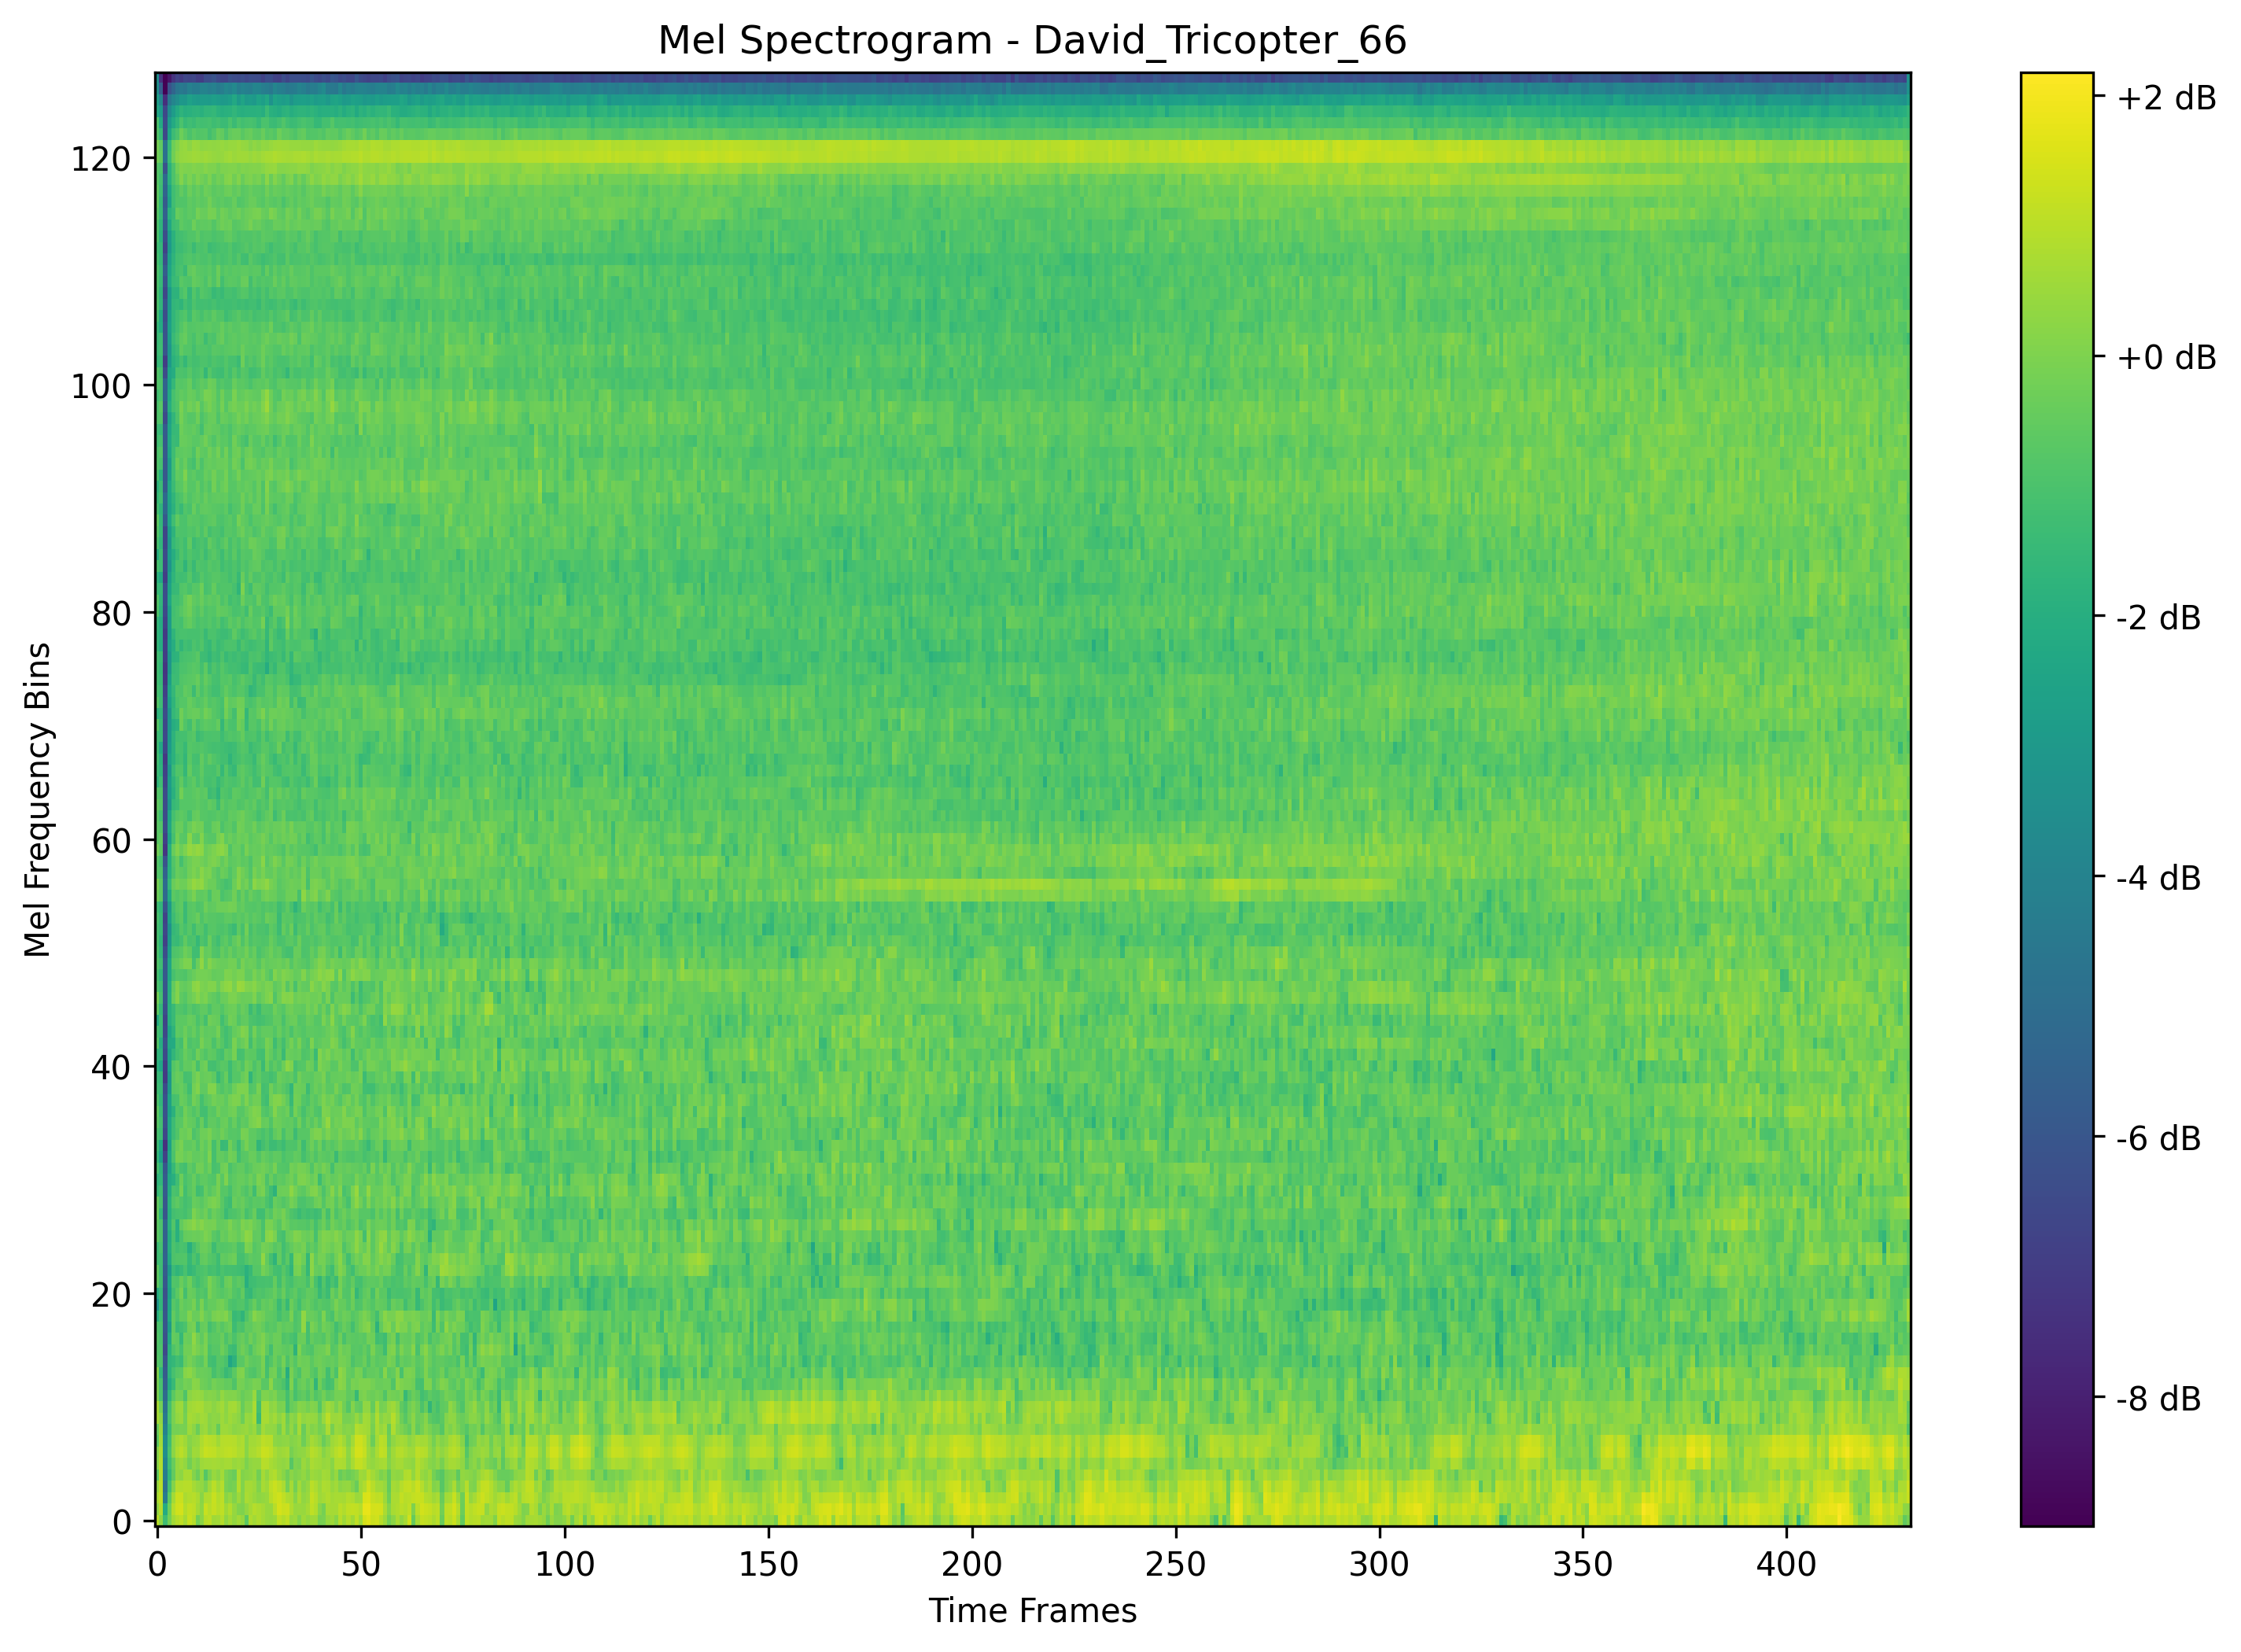 Mel Spectrogram - David_Tricopter_66
Mel Frequency Bins
120
100
80
60
40
20
0
0 50 100 150 200 250 300 350 400
Time Frames
+2 dB
+0 dB
-2 dB
-4 dB
-6 dB
-8 dB